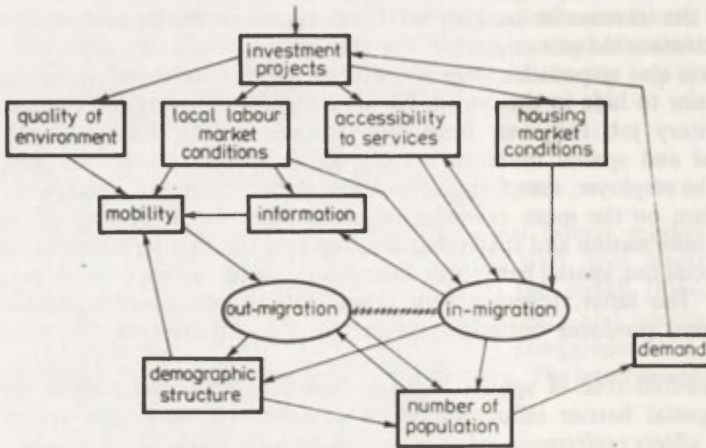 investment
projects
quality of
environment
local labour
market
conditions
accessibility
to services
housing
market
conditions
mobility
information
out-migration
in-migration
demand
demographic
structure
number of
population